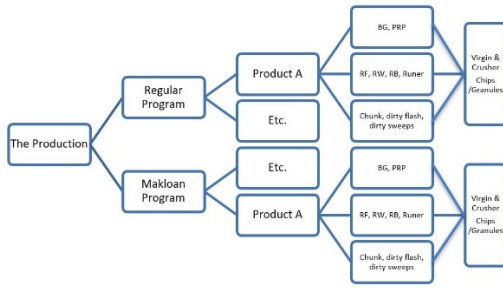 The Production
Regular
Program
Makloan
Program
Product A
Etc.
Etc.
Product A
BG, PRP
RF, RW, RB, Runer
Chunk, dirty flash,
dirty sweeps
BG, PRP
RF, RW, RB, Runer
Chunk, dirty flash,
dirty sweeps
Virgin &
Crusher
Chips
/Granules
Virgin &
Crusher
Chips
/Granules